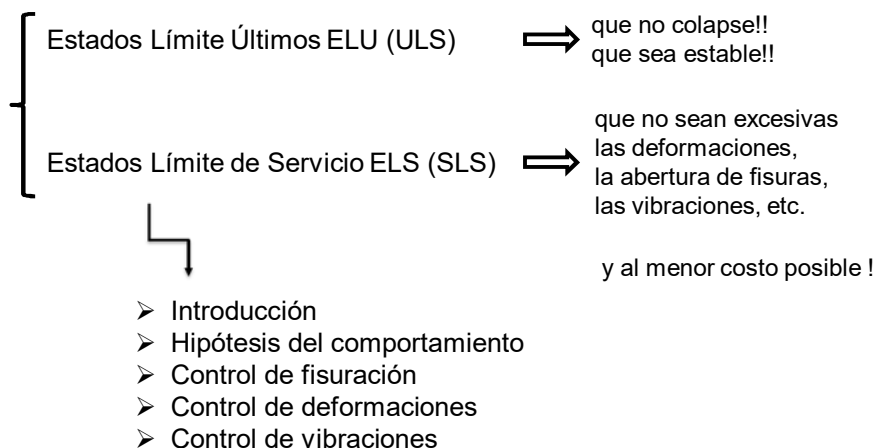 Estados Límite Últimos ELU (ULS)
que no colapse!!
que sea estable!!
Estados Límite de Servicio ELS (SLS)
que no sean excesivas
las deformaciones,
la abertura de fisuras,
las vibraciones, etc.
y al menor costo posible !
➢ Introducción
➢ Hipótesis del comportamiento
➢ Control de fisuración
➢ Control de deformaciones
➢ Control de vibraciones